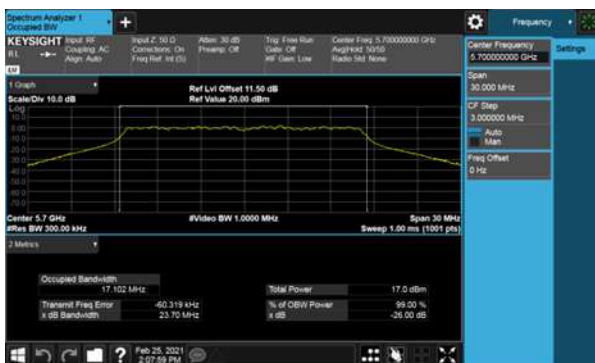 Spectrum Analyzer 1
Occupied BW
+
Frequency
KEYSIGHT
Input: RF
Input Z: 50 Ω
Atten: 30 dB
Trig: Free Run
Center Freq: 5.700000000 GHz
Coupling: AC
Corrections: On
Preamp: Off
Gate: Off
Avg|Hold: 50/50
Align: Auto
Freq Ref: Int (S)
#IF Gain: Low
Radio Std: None
Center Frequency
5.700000000 GHz
Settings
Span
30.000 MHz
CF Step
3.000000 MHz
Auto
Man
Freq Offset
0 Hz
1 Graph
Ref Lvl Offset 11.50 dB
Scale/Div 10.0 dB
Ref Value 20.00 dBm
Log
10.0
0.00
Center 5.7 GHz
#Video BW 1.0000 MHz
Span 30 MHz
#Res BW 300.00 kHz
Sweep 1.00 ms (1001 pts)
2 Metrics
Occupied Bandwidth
17.102 MHz
Total Power
17.0 dBm
Transmit Freq Error
-60.319 kHz
% of OBW Power
99.00 %
x dB Bandwidth
23.70 MHz
x dB
-26.00 dB
?
Feb 25, 2021
2:07:59 PM